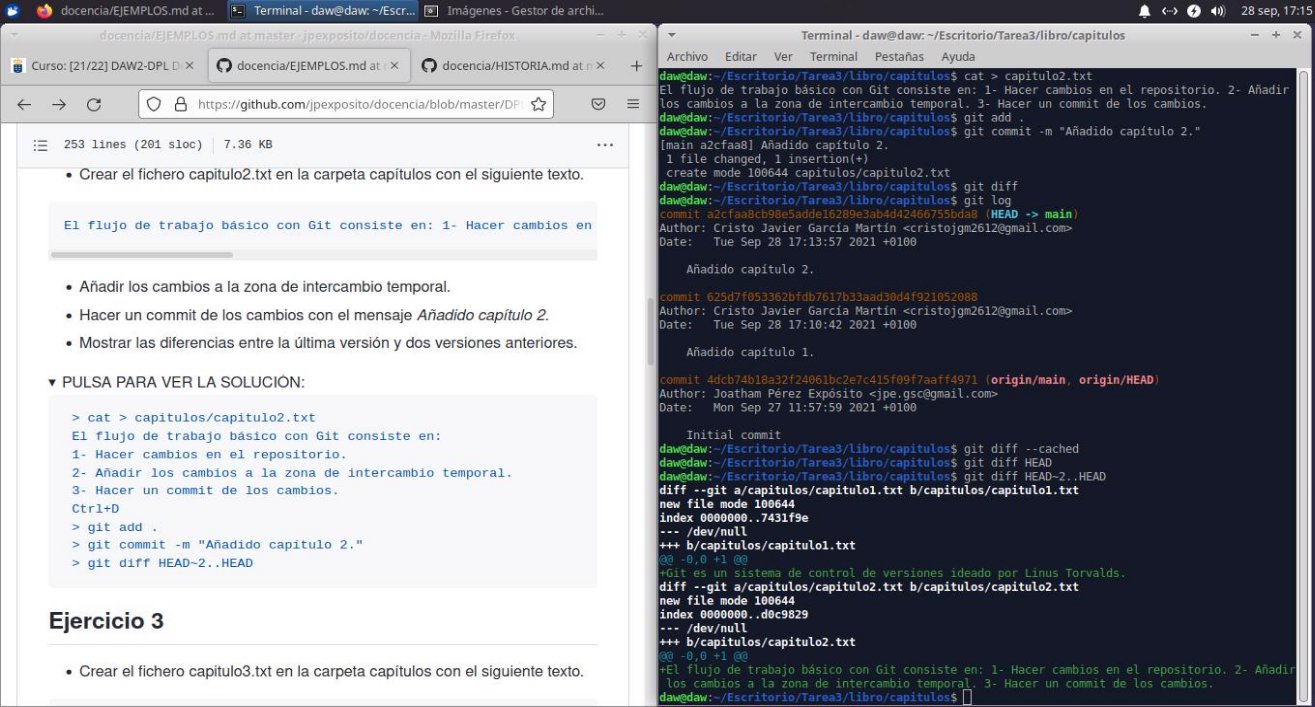 docencia/EJEMPLOS.md at ...
Terminal - daw@daw: ~/Escr...
Imágenes - Gestor de archi...
28 sep, 17:15
docencia/EJEMPLOS.md at master · jpexposito/docencia - Mozilla Firefox
Curso: [21/22] DAW2-DPL D
docencia/EJEMPLOS.md at
docencia/HISTORIA.md at m
https://github.com/jpexposito/docencia/blob/master/DPL
253 lines (201 sloc) 7.36 KB
• Crear el fichero capitulo2.txt en la carpeta capítulos con el siguiente texto.
El flujo de trabajo básico con Git consiste en: 1- Hacer cambios en
• Añadir los cambios a la zona de intercambio temporal.
• Hacer un commit de los cambios con el mensaje Añadido capítulo 2.
• Mostrar las diferencias entre la última versión y dos versiones anteriores.
▾ PULSA PARA VER LA SOLUCIÓN:
> cat > capitulos/capitulo2.txt
El flujo de trabajo básico con Git consiste en:
1- Hacer cambios en el repositorio.
2- Añadir los cambios a la zona de intercambio temporal.
3- Hacer un commit de los cambios.
Ctrl+D
> git add .
> git commit -m "Añadido capítulo 2."
> git diff HEAD~2..HEAD
Ejercicio 3
• Crear el fichero capitulo3.txt en la carpeta capítulos con el siguiente texto.
Terminal - daw@daw: ~/Escritorio/Tarea3/libro/capitulos
Archivo Editar Ver Terminal Pestañas Ayuda
daw@daw:~/Escritorio/Tarea3/libro/capitulos$ cat > capitulo2.txt
El flujo de trabajo básico con Git consiste en: 1- Hacer cambios en el repositorio. 2- Añadir
los cambios a la zona de intercambio temporal. 3- Hacer un commit de los cambios.
daw@daw:~/Escritorio/Tarea3/libro/capitulos$ git add .
daw@daw:~/Escritorio/Tarea3/libro/capitulos$ git commit -m "Añadido capítulo 2."
[main a2cfaa8] Añadido capítulo 2.
1 file changed, 1 insertion(+)
create mode 100644 capitulos/capitulo2.txt
daw@daw:~/Escritorio/Tarea3/libro/capitulos$ git diff
daw@daw:~/Escritorio/Tarea3/libro/capitulos$ git log
commit a2cfaa8cb98e5adde16289e3ab4d42466755bda8 (HEAD -> main)
Author: Cristo Javier García Martín <cristojgm2612@gmail.com>
Date: Tue Sep 28 17:13:57 2021 +0100
Añadido capítulo 2.
commit 625d7f053362bfdb7617b33aad30d4f921052088
Author: Cristo Javier García Martín <cristojgm2612@gmail.com>
Date: Tue Sep 28 17:10:42 2021 +0100
Añadido capítulo 1.
commit 4dcb74b18a32f24061bc2e7c415f09f7aaff4971 (origin/main, origin/HEAD)
Author: Joatham Pérez Expósito <jpe.gsc@gmail.com>
Date: Mon Sep 27 11:57:59 2021 +0100
Initial commit
daw@daw:~/Escritorio/Tarea3/libro/capitulos$ git diff --cached
daw@daw:~/Escritorio/Tarea3/libro/capitulos$ git diff HEAD
daw@daw:~/Escritorio/Tarea3/libro/capitulos$ git diff HEAD~2..HEAD
diff --git a/capitulos/capitulo1.txt b/capitulos/capitulo1.txt
new file mode 100644
index 0000000..7431f9e
--- /dev/null
+++ b/capitulos/capitulo1.txt
@@ -0,0 +1 @@
+Git es un sistema de control de versiones ideado por Linus Torvalds.
diff --git a/capitulos/capitulo2.txt b/capitulos/capitulo2.txt
new file mode 100644
index 0000000..d0c9829
--- /dev/null
+++ b/capitulos/capitulo2.txt
@@ -0,0 +1 @@
+El flujo de trabajo básico con Git consiste en: 1- Hacer cambios en el repositorio. 2- Añadir
los cambios a la zona de intercambio temporal. 3- Hacer un commit de los cambios.
daw@daw:~/Escritorio/Tarea3/libro/capitulos$